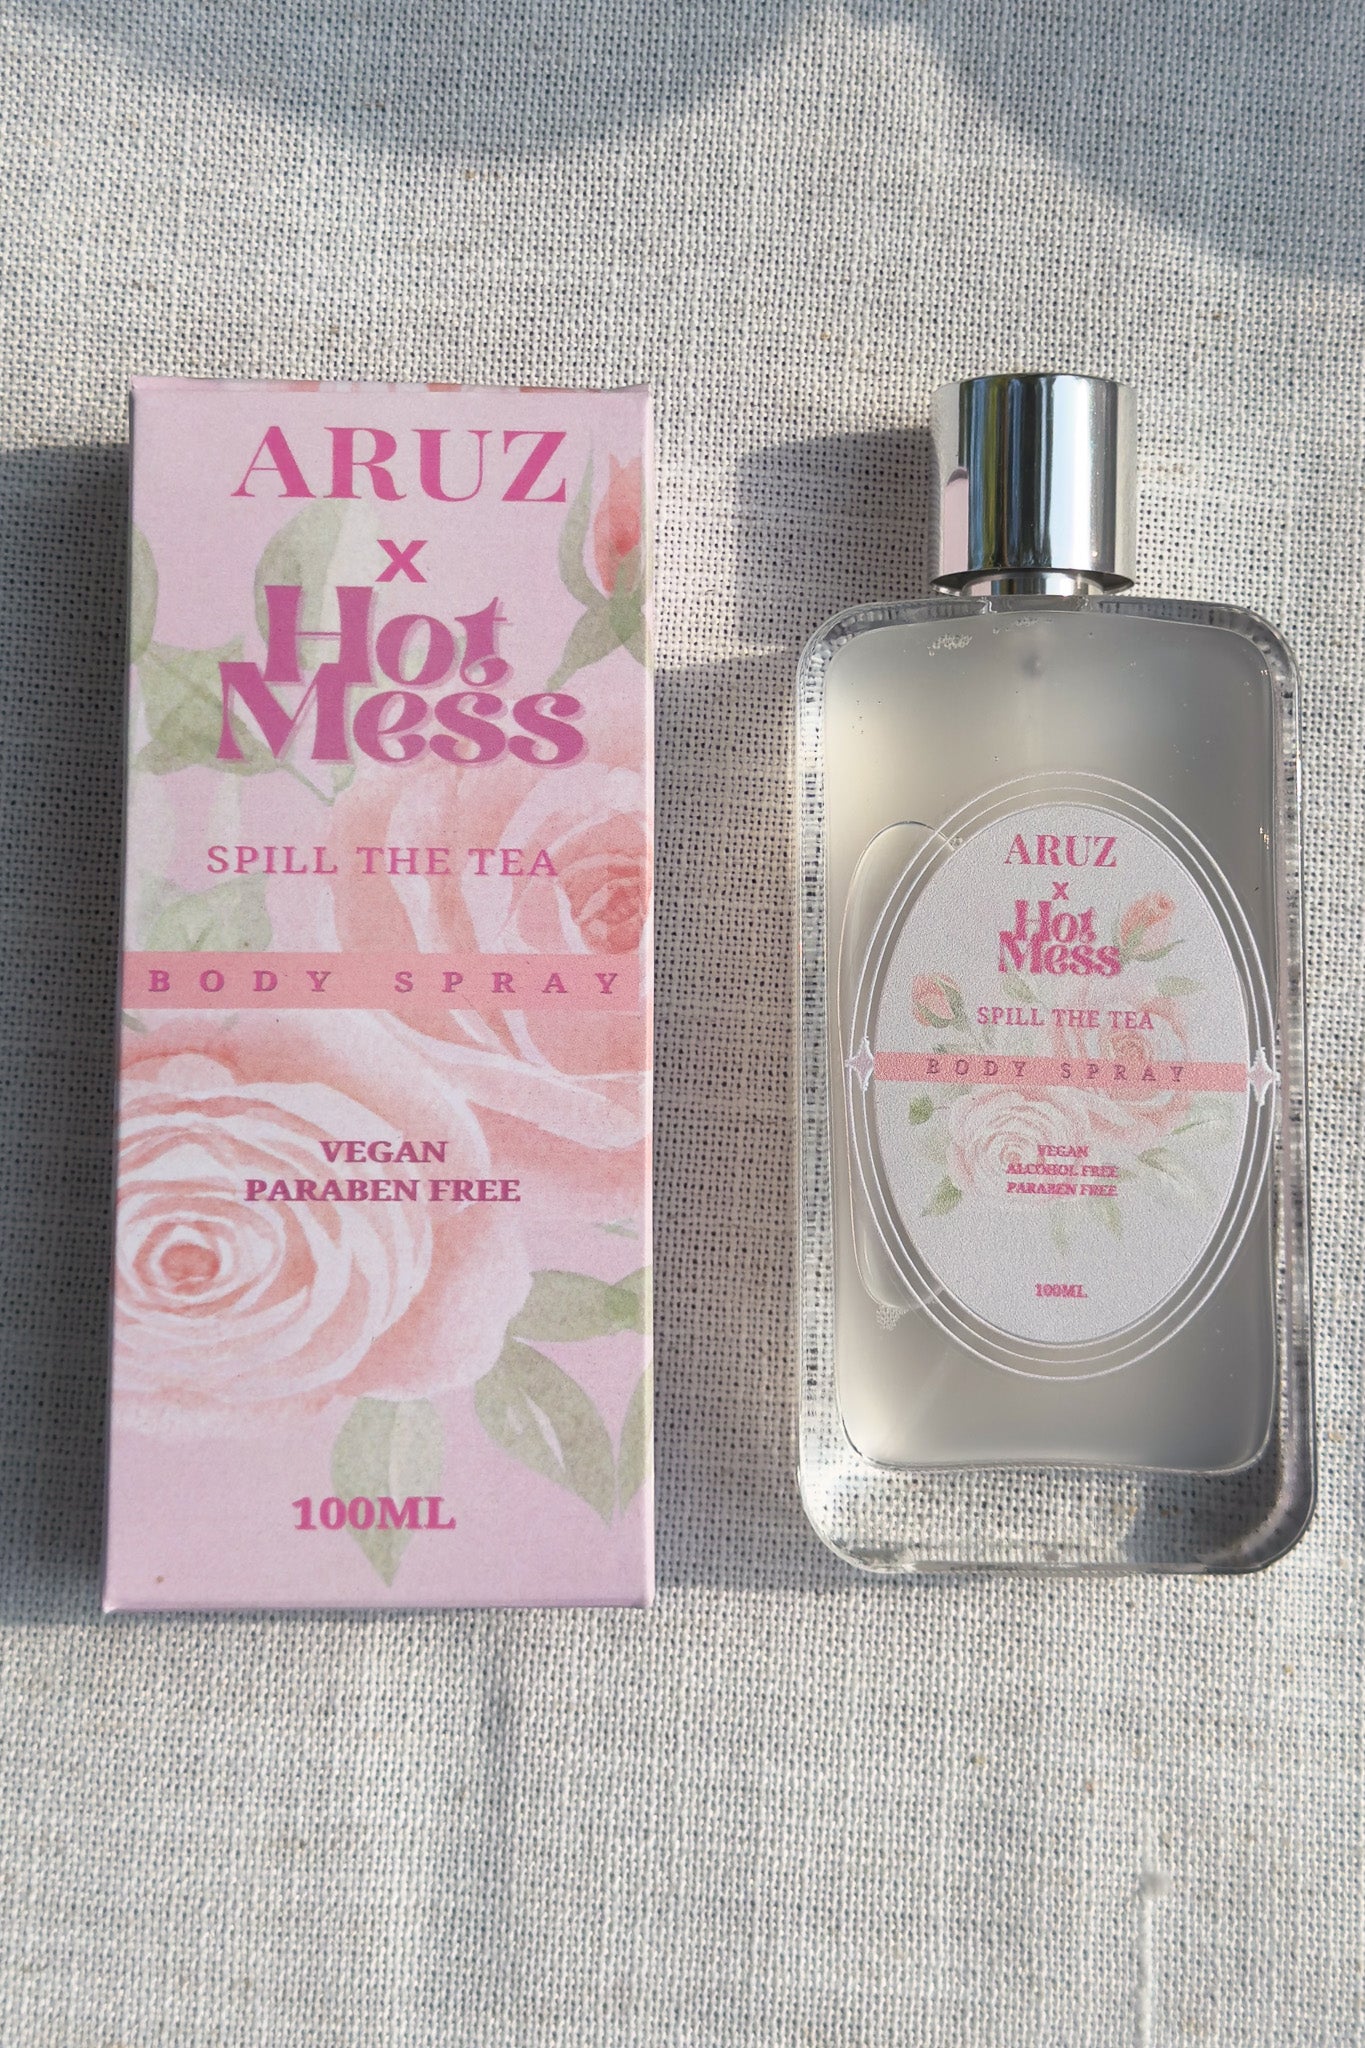 ARUZ
x
Hot
Mess
SPILL THE TEA
BODY SPRAY
VEGAN
PARABEN FREE
100ML
ARUZ
x
Hot
Mess
SPILL THE TEA
BODY SPRAY
VEGAN
ALCOHOL FREE
PARABEN FREE
100ML